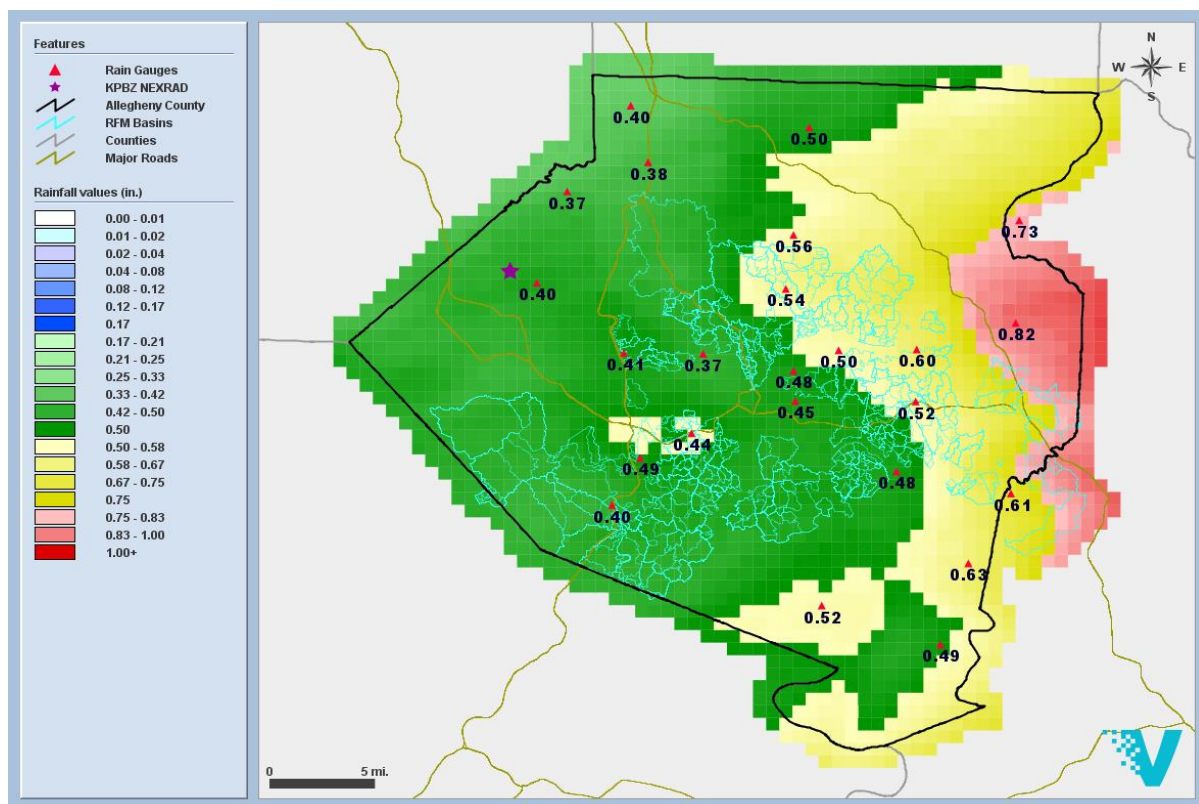 Features
Rain Gauges
KPBZ NEXRAD
Allegheny County
RFM Basins
Counties
Major Roads
Rainfall values (in.)
0.00 - 0.01
0.01 - 0.02
0.02 - 0.04
0.04 - 0.08
0.08 - 0.12
0.12 - 0.17
0.17
0.17 - 0.21
0.21 - 0.25
0.25 - 0.33
0.33 - 0.42
0.42 - 0.50
0.50
0.50 - 0.58
0.58 - 0.67
0.67 - 0.75
0.75
0.75 - 0.83
0.83 - 1.00
1.00+
N
W E
S
0.40
0.50
0.38
0.37
0.73
0.56
0.40
0.54
0.82
0.41
0.37
0.50
0.60
0.48
0.45
0.52
0.44
0.49
0.48
0.61
0.40
0.63
0.52
0.49
0 5 mi.
V